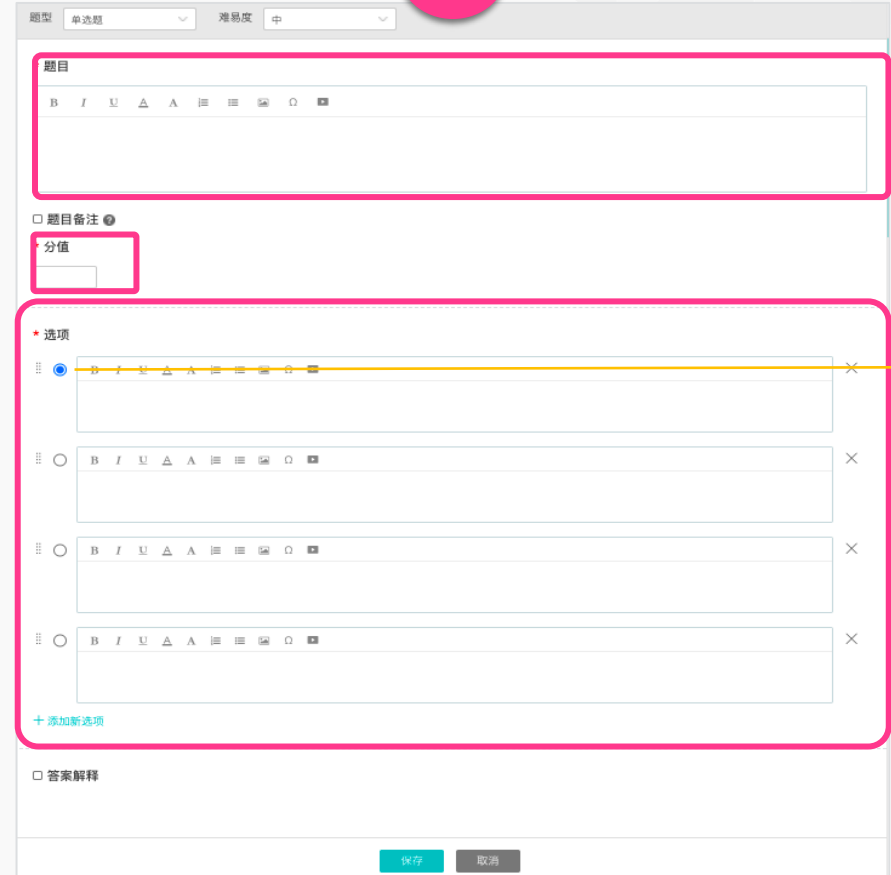 题型 单选题 难易度 中
* 题目
B I U A A Ω
题目备注 ?
* 分值
* 选项
B I U A A Ω
B I U A A Ω
B I U A A Ω
B I U A A Ω
+ 添加新选项
答案解释
保存 取消